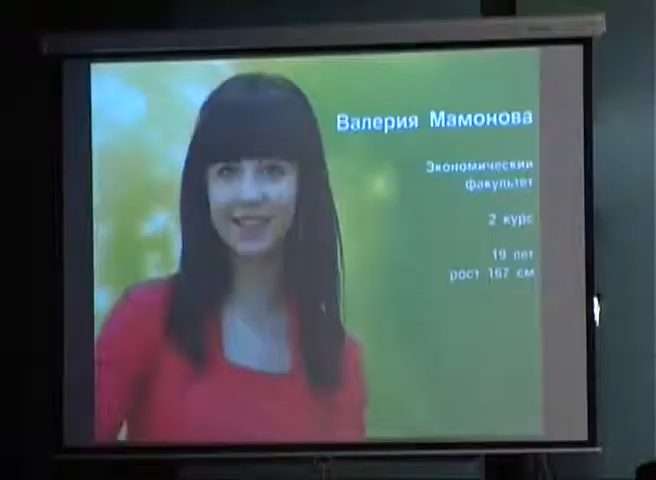 Валерия Мамонова
Экономический
факультет
2 курс
19 лет
рост 167 см